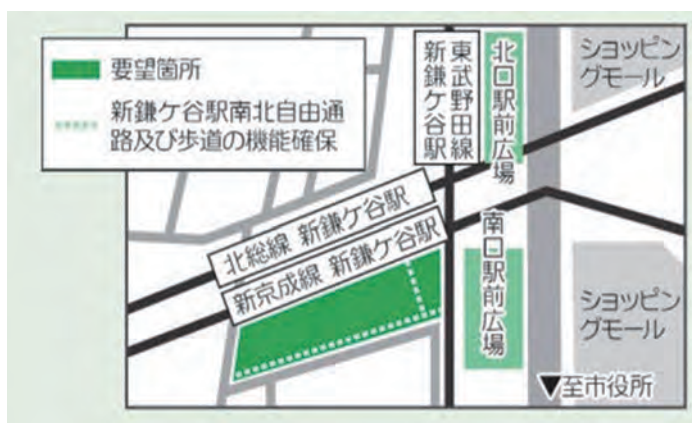 要望箇所
新鎌ケ谷駅南北自由通
路及び歩道の機能確保
東武野田線
新鎌ケ谷駅
北口駅前広場
ショッピ
ングモール
北総線 新鎌ケ谷駅
新京成線 新鎌ケ谷駅
南口駅前広場
ショッピ
ングモール
▼至市役所